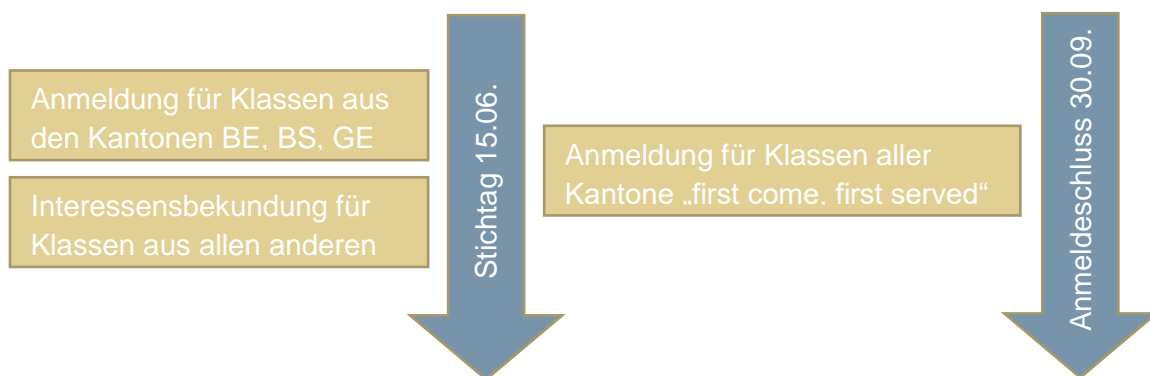 Anmeldung für Klassen aus
den Kantonen BE, BS, GE
Interessensbekundung für
Klassen aus allen anderen
Stichtag 15.06.
Anmeldung für Klassen aller
Kantone „first come, first served“
Anmeldeschluss 30.09.